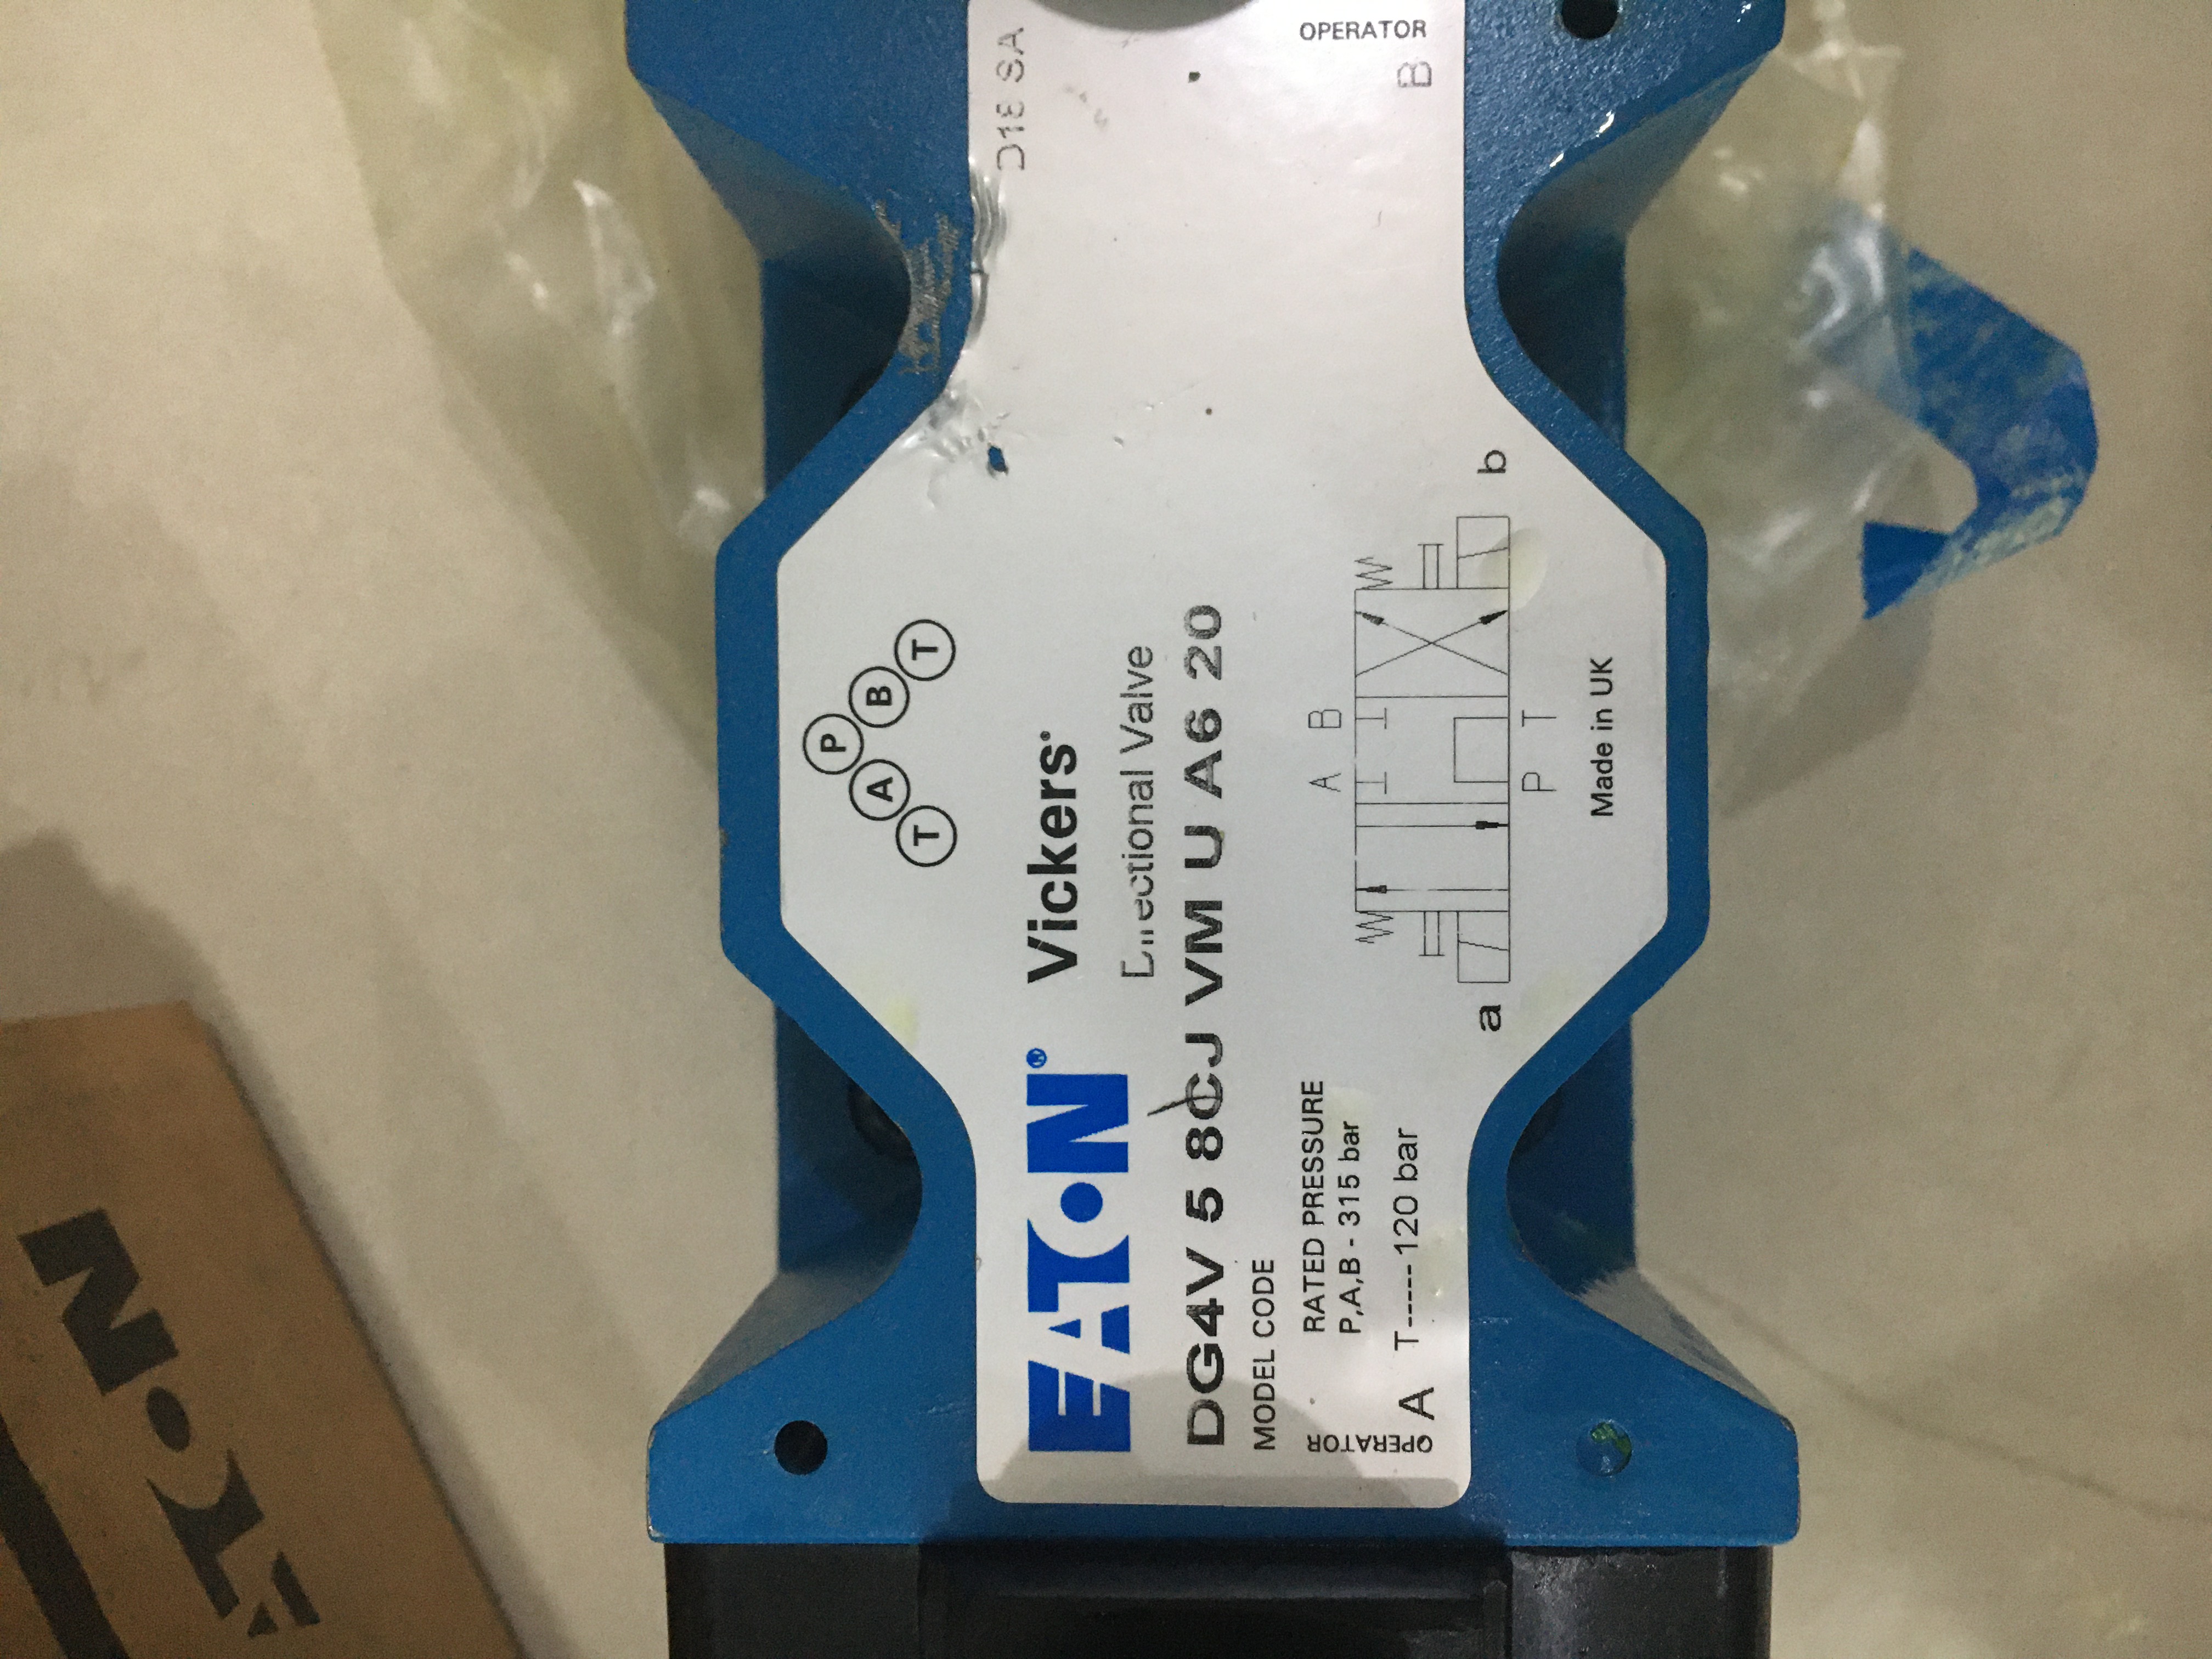 D18 SA
T A P B T
EATON® Vickers®
Directional Valve
DG4V 5 8CJ VM U A6 20
MODEL CODE
RATED PRESSURE
P,A,B - 315 bar
T----- 120 bar
OPERATOR
A
OPERATOR
B
A B
a b
P T
Made in UK